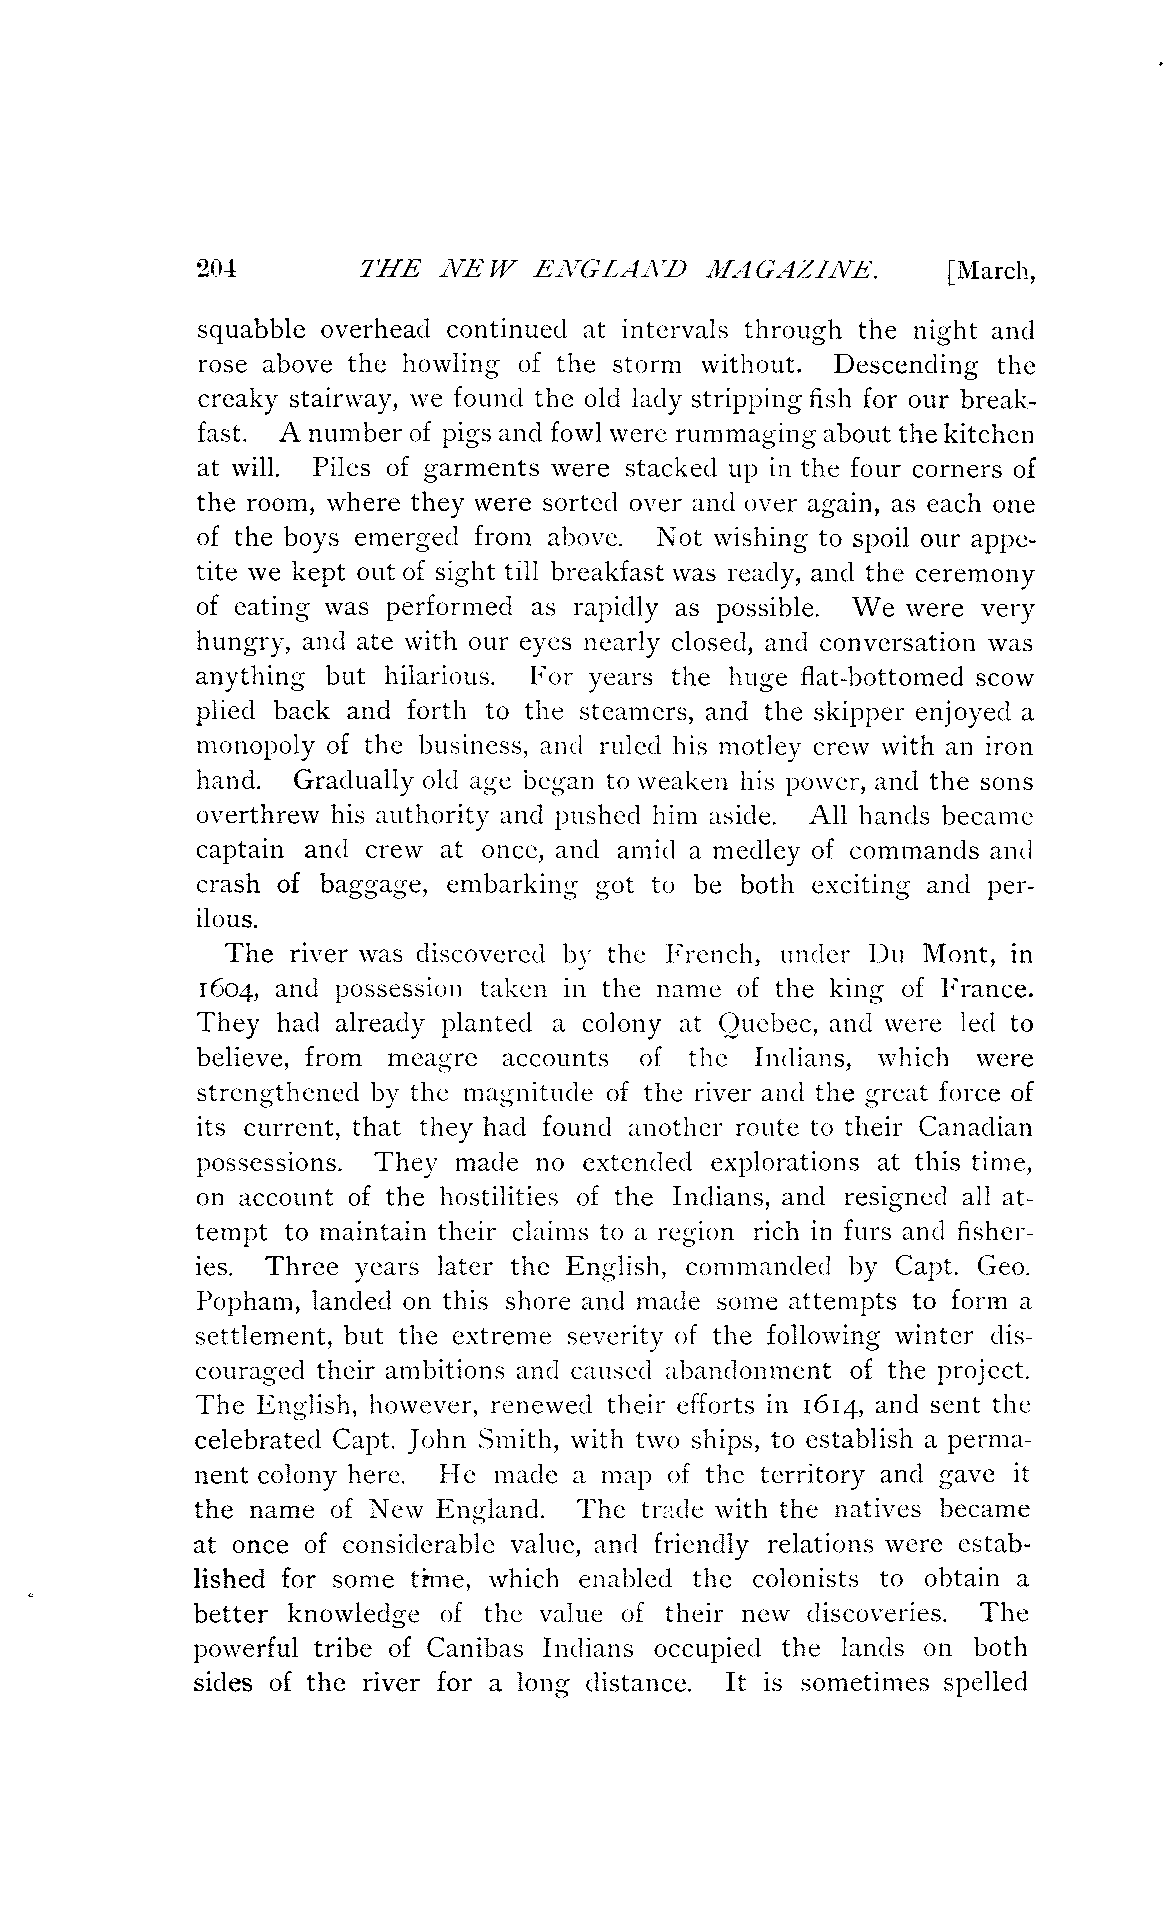 204 THE NEW ENGLAND MAGAZINE. [March,
squabble overhead continued at intervals through the night and
rose above the howling of the storm without. Descending the
creaky stairway, we found the old lady stripping fish for our break-
fast. A number of pigs and fowl were rummaging about the kitchen
at will. Piles of garments were stacked up in the four corners of
the room, where they were sorted over and over again, as each one
of the boys emerged from above. Not wishing to spoil our appe-
tite we kept out of sight till breakfast was ready, and the ceremony
of eating was performed as rapidly as possible. We were very
hungry, and ate with our eyes nearly closed, and conversation was
anything but hilarious. For years the huge flat-bottomed scow
plied back and forth to the steamers, and the skipper enjoyed a
monopoly of the business, and ruled his motley crew with an iron
hand. Gradually old age began to weaken his power, and the sons
overthrew his authority and pushed him aside. All hands became
captain and crew at once, and amid a medley of commands and
crash of baggage, embarking got to be both exciting and per-
ilous.
The river was discovered by the French, under Du Mont, in
1604, and possession taken in the name of the king of France.
They had already planted a colony at Quebec, and were led to
believe, from meagre accounts of the Indians, which were
strengthened by the magnitude of the river and the great force of
its current, that they had found another route to their Canadian
possessions. They made no extended explorations at this time,
on account of the hostilities of the Indians, and resigned all at-
tempt to maintain their claims to a region rich in furs and fisher-
ies. Three years later the English, commanded by Capt. Geo.
Popham, landed on this shore and made some attempts to form a
settlement, but the extreme severity of the following winter dis-
couraged their ambitions and caused abandonment of the project.
The English, however, renewed their efforts in 1614, and sent the
celebrated Capt. John Smith, with two ships, to establish a perma-
nent colony here. He made a map of the territory and gave it
the name of New England. The trade with the natives became
at once of considerable value, and friendly relations were estab-
lished for some time, which enabled the colonists to obtain a
better knowledge of the value of their new discoveries. The
powerful tribe of Canibas Indians occupied the lands on both
sides of the river for a long distance. It is sometimes spelled